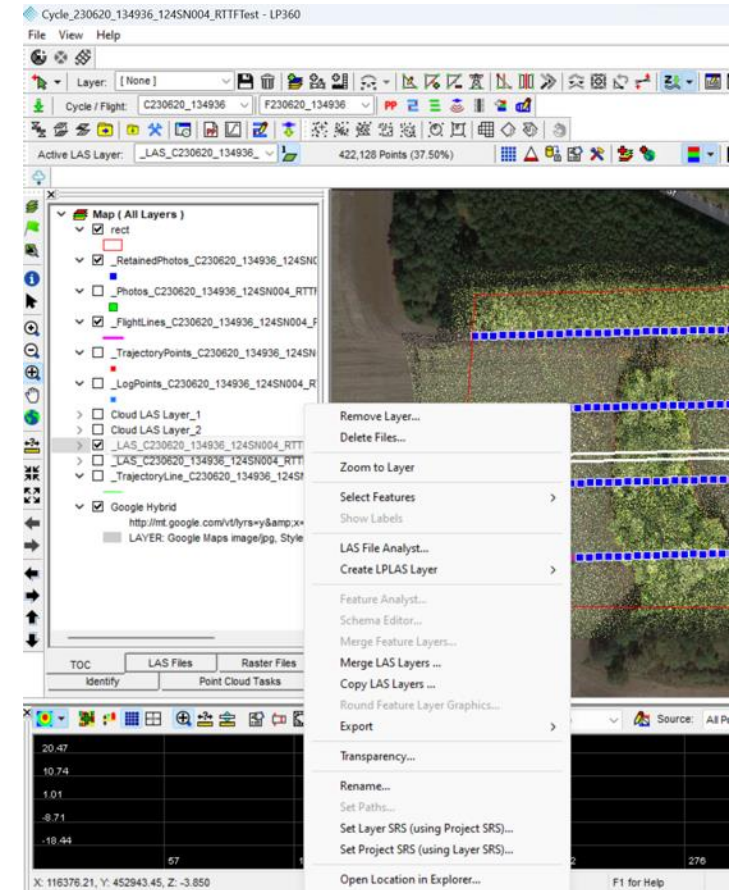 Cycle_230620_134936_124SN004_RTTFTest - LP360
File View Help
Layer: [None]
Cycle / Flight: C230620_134936 F230620_134936
Active LAS Layer: _LAS_C230620_134936_ 422,128 Points (37.50%)
Map ( All Layers )
rect
_RetainedPhotos_C230620_134936_124SN
_Photos_C230620_134936_124SN004_RTT
_FlightLines_C230620_134936_124SN004_
_TrajectoryPoints_C230620_134936_124SN
_LogPoints_C230620_134936_124SN004_R
Cloud LAS Layer_1
Cloud LAS Layer_2
_LAS_C230620_134936_124SN004_RTT
_LAS_C230620_134936_124SN004_RTT
_TrajectoryLine_C230620_134936_124S
Google Hybrid
http://mt.google.com/vt/lyrs=y&amp;x=
LAYER: Google Maps image/jpg, Style
Remove Layer...
Delete Files...
Zoom to Layer
Select Features
Show Labels
LAS File Analyst...
Create LPLAS Layer
Feature Analyst...
Schema Editor...
Merge Feature Layers...
Merge LAS Layers ...
Copy LAS Layers ...
Round Feature Layer Graphics...
Export
Transparency...
Rename...
Set Paths...
Set Layer SRS (using Project SRS)...
Set Project SRS (using Layer SRS)...
Open Location in Explorer...
TOC LAS Files Raster Files
Identify Point Cloud Tasks
Source: All P
20.47
10.74
1.01
-8.71
-18.44
57 276
X: 116376.21, Y: 452943.45, Z: -3.850 F1 for Help